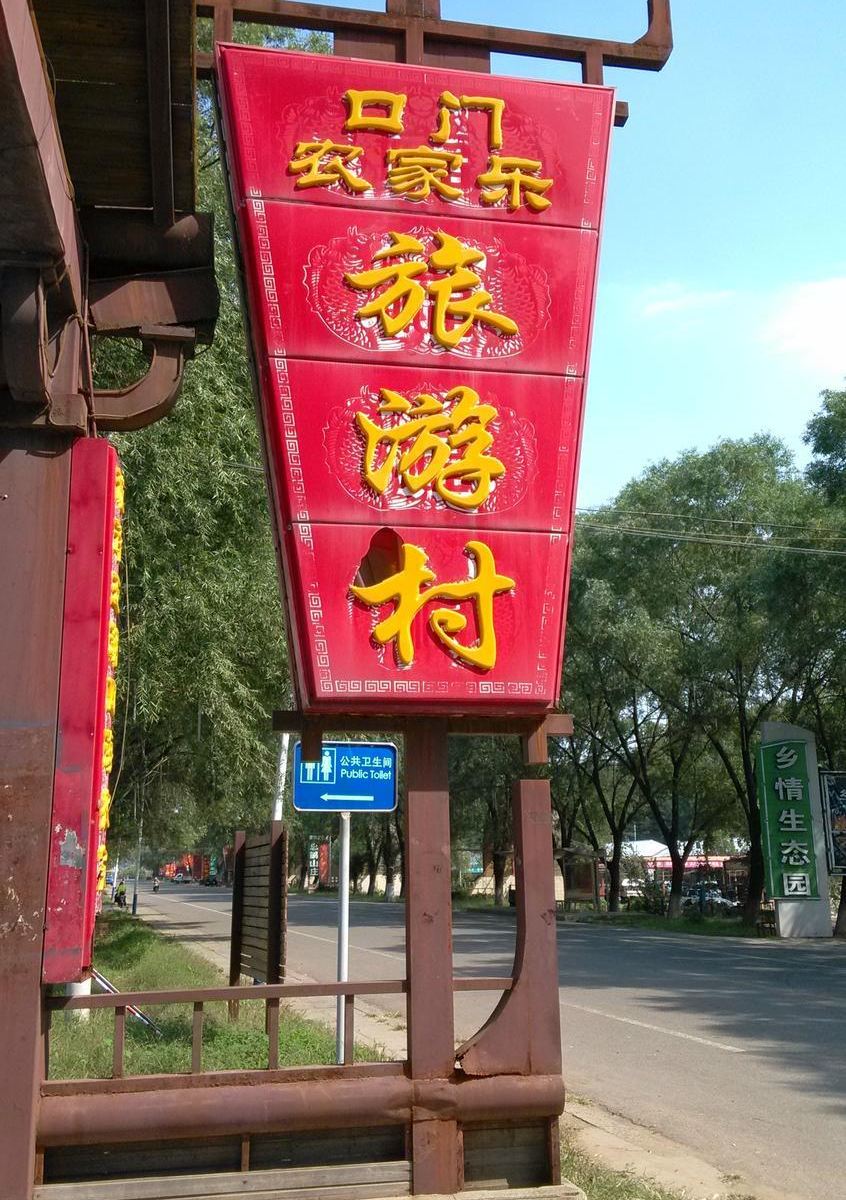 口门
农家乐
旅
游
村
公共卫生间
Public Toilet
乡
情
生
态
园